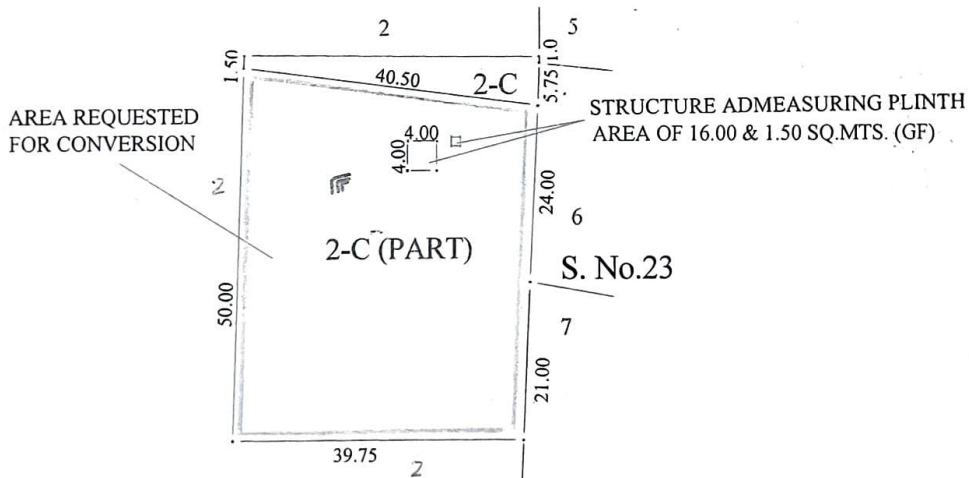 2
5
1.50
1.0
40.50
2-C
5.75
AREA REQUESTED
FOR CONVERSION
STRUCTURE ADMEASURING PLINTH
AREA OF 16.00 & 1.50 SQ.MTS. (GF)
4.00
4.00
2
24.00
6
2-C (PART)
S. No.23
50.00
7
21.00
39.75
2